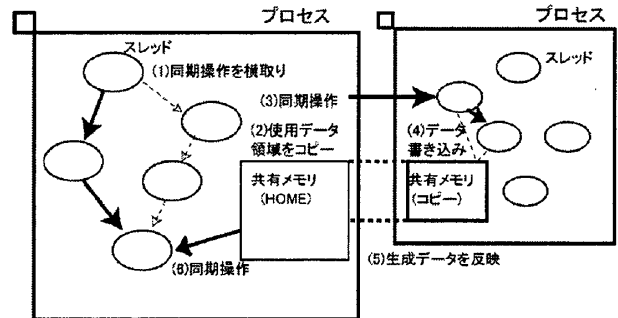 プロセス
スレッド
(1)同期操作を横取り
(3)同期操作
(2)使用データ
領域をコピー
共有メモリ
(HOME)
(6)同期操作
プロセス
スレッド
(4)データ
書き込み
共有メモリ
(コピー)
(5)生成データを反映